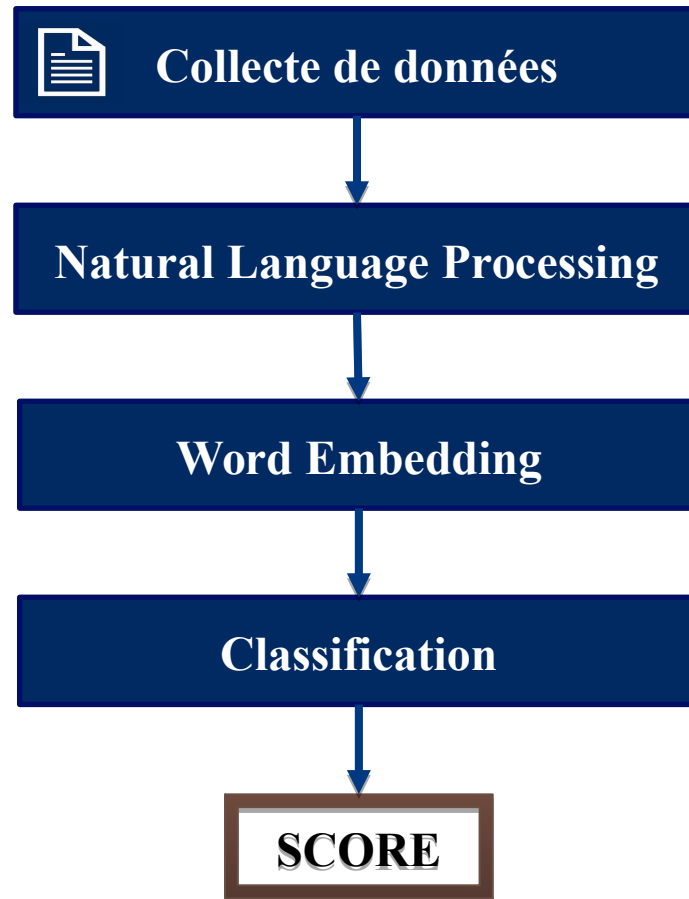 Collecte de données
Natural Language Processing
Word Embedding
Classification
SCORE